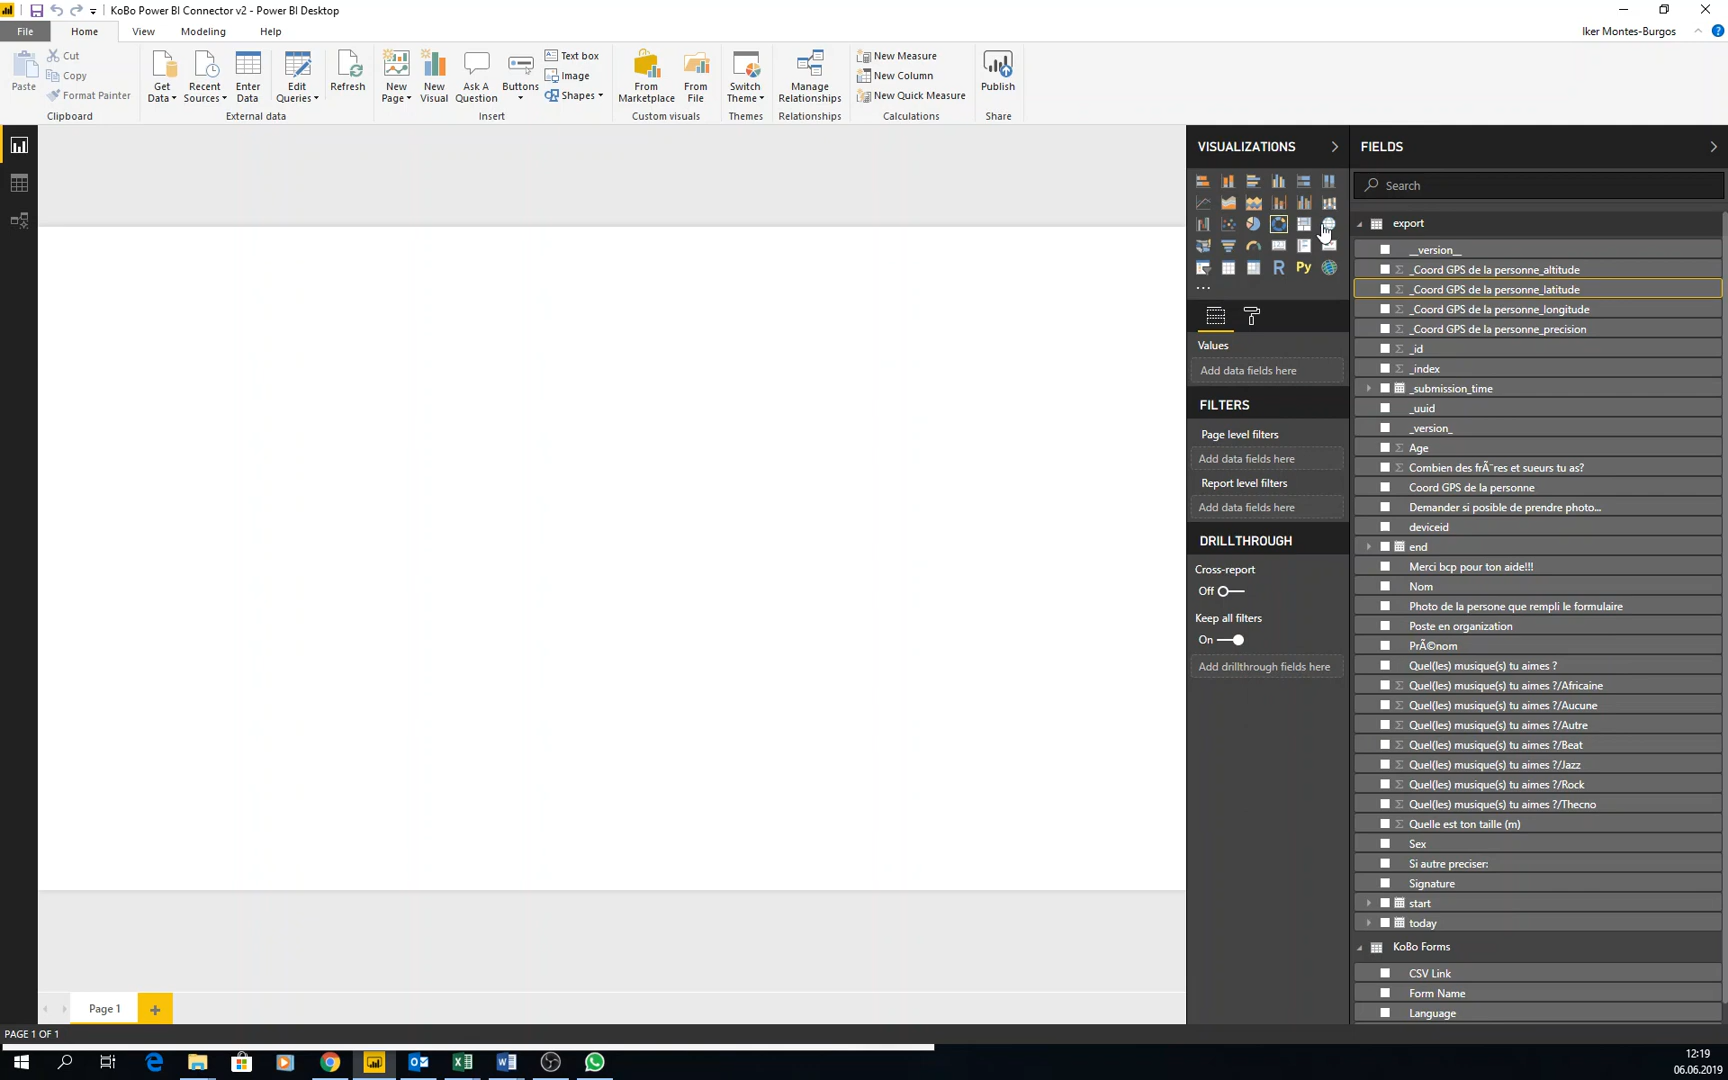 KoBo Power BI Connector v2 - Power BI Desktop
File Home View Modeling Help Iker Montes-Burgos ?
Paste Cut Copy Format Painter Clipboard
Get Data Recent Sources Enter Data Edit Queries Refresh External data
New Page New Visual Ask A Question Buttons Text box Image Shapes Insert
From Marketplace From File Custom visuals
Switch Theme Themes
Manage Relationships Relationships
New Measure New Column New Quick Measure Calculations
Publish Share
VISUALIZATIONS
R Py
...
Values
Add data fields here
FILTERS
Page level filters
Add data fields here
Report level filters
Add data fields here
DRILLTHROUGH
Cross-report
Off
Keep all filters
On
Add drillthrough fields here
FIELDS
Search
export
__version__
Σ _Coord GPS de la personne_altitude
Σ _Coord GPS de la personne_latitude
Σ _Coord GPS de la personne_longitude
Σ _Coord GPS de la personne_precision
Σ _id
Σ _index
_submission_time
_uuid
_version_
Σ Age
Σ Combien des frÃ¨res et sueurs tu as?
Coord GPS de la personne
Demander si posible de prendre photo...
deviceid
end
Merci bcp pour ton aide!!!
Nom
Photo de la persone que rempli le formulaire
Poste en organization
PrÃ©nom
Quel(les) musique(s) tu aimes ?
Σ Quel(les) musique(s) tu aimes ?/Africaine
Σ Quel(les) musique(s) tu aimes ?/Aucune
Σ Quel(les) musique(s) tu aimes ?/Autre
Σ Quel(les) musique(s) tu aimes ?/Beat
Σ Quel(les) musique(s) tu aimes ?/Jazz
Σ Quel(les) musique(s) tu aimes ?/Rock
Σ Quel(les) musique(s) tu aimes ?/Thecno
Σ Quelle est ton taille (m)
Sex
Si autre preciser:
Signature
start
today
KoBo Forms
CSV Link
Form Name
Language
Page 1 +
PAGE 1 OF 1
12:19
06.06.2019